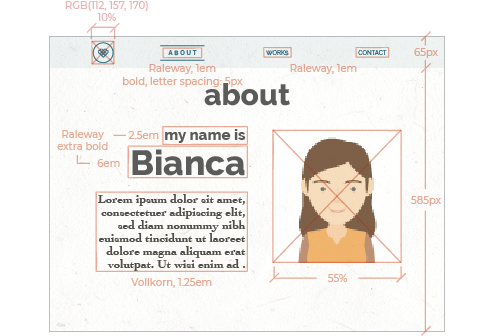 RGB(112, 157, 170)
10%
ABOUT
WORKS
CONTACT
65px
Raleway, 1em
bold, letter spacing: 5px
Raleway, 1em
about
Raleway
extra bold
2.5em
my name is
6em
Bianca
Lorem ipsum dolor sit amet,
consectetuer adipiscing elit,
sed diam nonummy nibh
euismod tincidunt ut laoreet
dolore magna aliquam erat
volutpat. Ut wisi enim ad .
Vollkorn, 1.25em
585px
55%